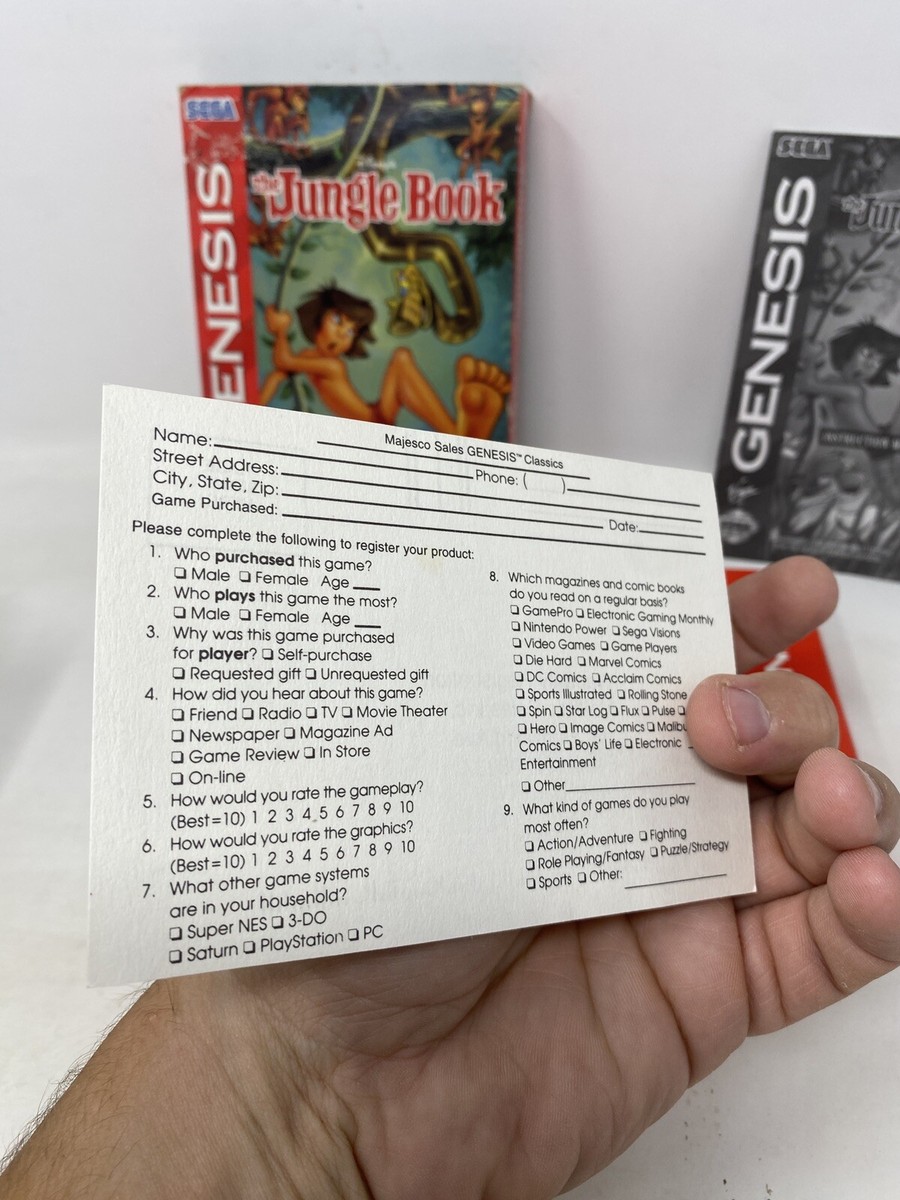 SEGA
GENESIS
the Jungle Book
SEGA
GENESIS
the
Majesco Sales GENESIS™ Classics
Name:
Street Address: Phone: ( )
City, State, Zip:
Game Purchased: Date:
Please complete the following to register your product:
1. Who purchased this game?
❑ Male ❑ Female Age
2. Who plays this game the most?
❑ Male ❑ Female Age
3. Why was this game purchased
for player? ❑ Self-purchase
❑ Requested gift ❑ Unrequested gift
4. How did you hear about this game?
❑ Friend ❑ Radio ❑ TV ❑ Movie Theater
❑ Newspaper ❑ Magazine Ad
❑ Game Review ❑ In Store
❑ On-line
5. How would you rate the gameplay?
(Best=10) 1 2 3 4 5 6 7 8 9 10
6. How would you rate the graphics?
(Best=10) 1 2 3 4 5 6 7 8 9 10
7. What other game systems
are in your household?
❑ Super NES ❑ 3-DO
❑ Saturn ❑ PlayStation ❑ PC
8. Which magazines and comic books
do you read on a regular basis?
❑ GamePro ❑ Electronic Gaming Monthly
❑ Nintendo Power ❑ Sega Visions
❑ Video Games ❑ Game Players
❑ Die Hard ❑ Marvel Comics
❑ DC Comics ❑ Acclaim Comics
❑ Sports Illustrated ❑ Rolling Stone
❑ Spin ❑ Star Log ❑ Flux ❑ Pulse ❑
❑ Hero ❑ Image Comics ❑ Malibu
Comics ❑ Boys' Life ❑ Electronic
Entertainment
❑ Other
9. What kind of games do you play
most often?
❑ Action/Adventure ❑ Fighting
❑ Role Playing/Fantasy ❑ Puzzle/Strategy
❑ Sports ❑ Other: